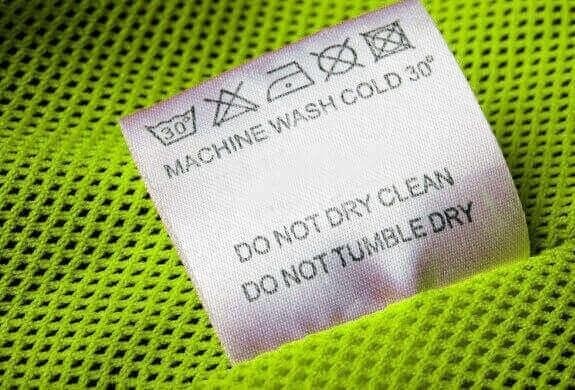 30°
MACHINE WASH COLD 30°
DO NOT DRY CLEAN
DO NOT TUMBLE DRY